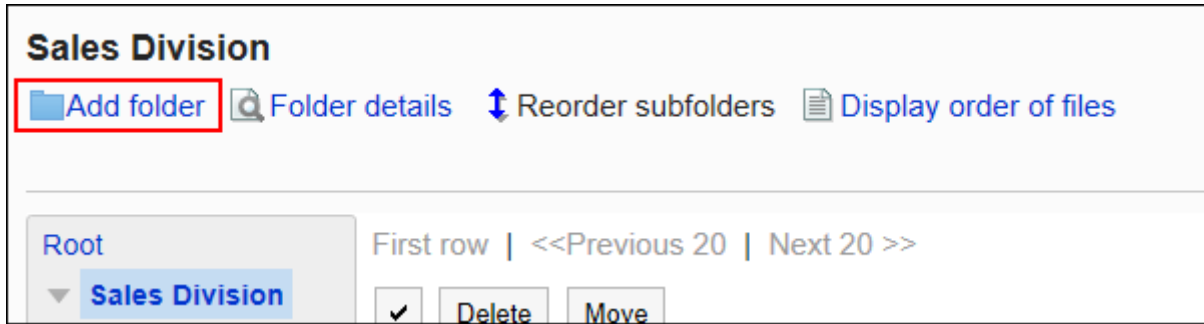 Sales Division
Add folder Folder details Reorder subfolders Display order of files
Root First row | <<Previous 20 | Next 20 >>
Sales Division
Delete Move